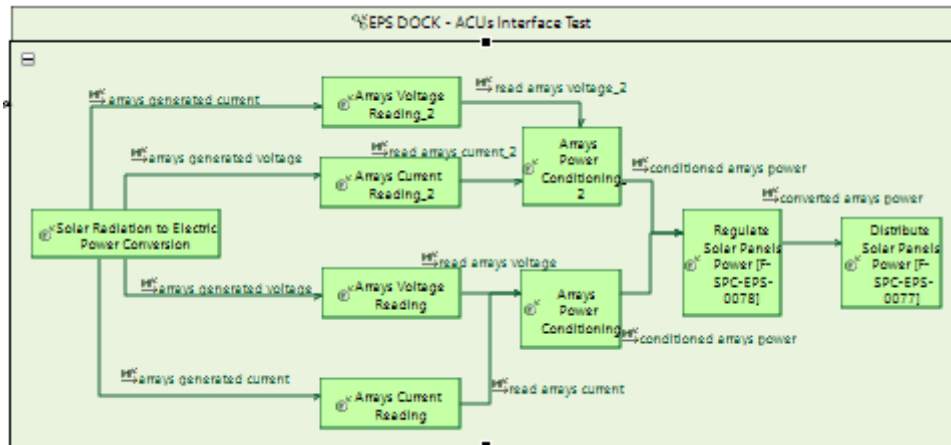 EPS DOCK - ACUs Interface Test
arrays generated current
Arrays Voltage
Reading_2
read arrays voltage_2
arrays generated voltage
read arrays current_2
Arrays Current
Reading_2
Arrays
Power
Conditioning_
2
conditioned arrays power
converted arrays power
Solar Radiation to Electric
Power Conversion
Regulate
Solar Panels
Power [F-
SPC-EPS-
0078]
Distribute
Solar Panels
Power [F-
SPC-EPS-
0077]
arrays generated voltage
Arrays Voltage
Reading
read arrays voltage
Arrays
Power
Conditioning
conditioned arrays power
arrays generated current
Arrays Current
Reading
read arrays current